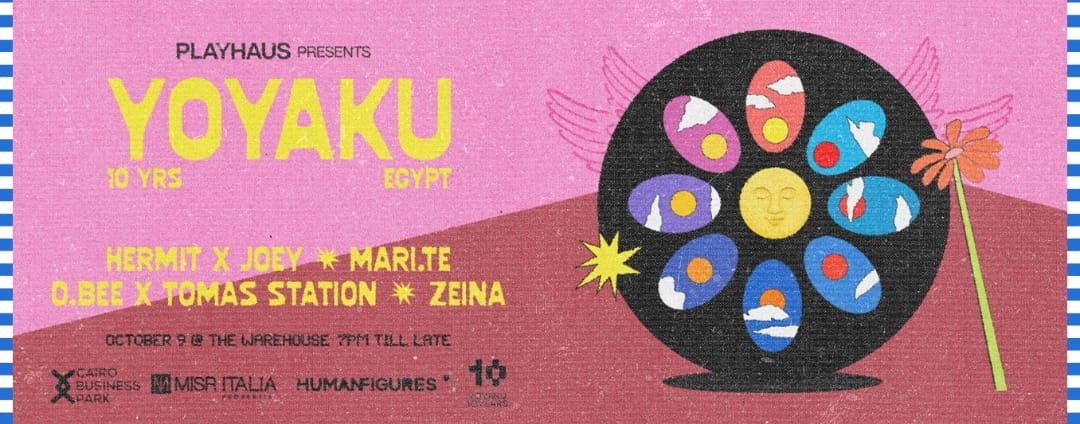 PLAYHAUS PRESENTS
YOYAKU
10 YRS EGYPT
HERMIT X JOEY ✷ MARI.TE
O.BEE X TOMAS STATION ✷ ZEINA
OCTOBER 9 @ THE WAREHOUSE 7PM TILL LATE
CAIRO
BUSINESS
PARK
MISR ITALIA
PROPERTIES
HUMANFIGURES
10